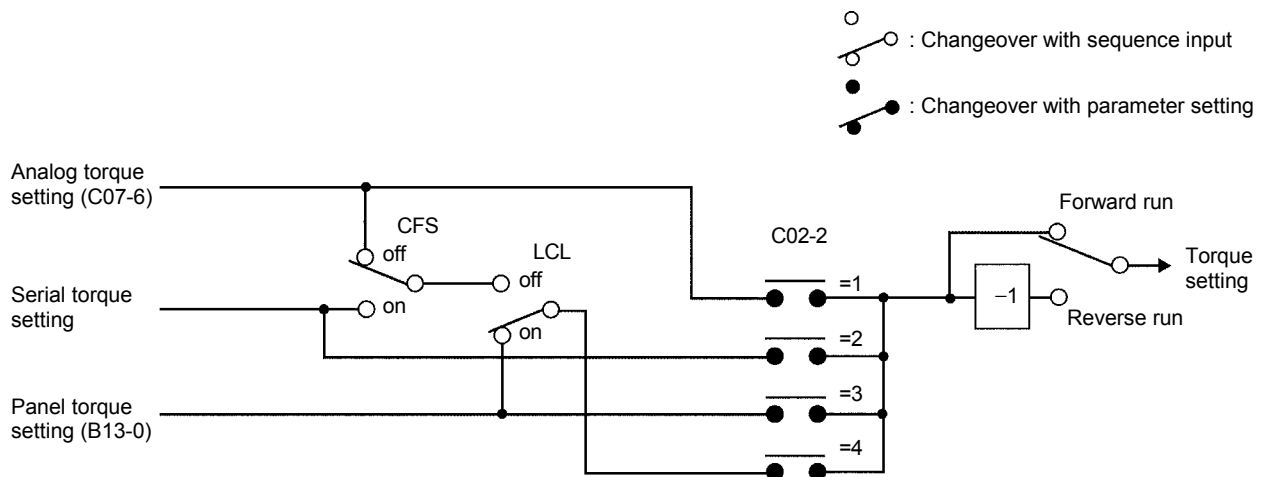 : Changeover with sequence input
: Changeover with parameter setting
Analog torque
setting (C07-6)
CFS
off
on
LCL
off
on
Serial torque
setting
Panel torque
setting (B13-0)
C02-2
=1
=2
=3
=4
Forward run
−1
Reverse run
Torque
setting